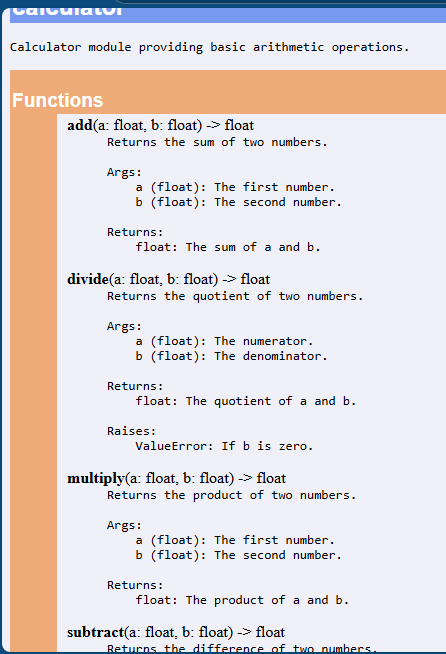 calculator
Calculator module providing basic arithmetic operations.
Functions
add(a: float, b: float) -> float
Returns the sum of two numbers.
Args:
a (float): The first number.
b (float): The second number.
Returns:
float: The sum of a and b.
divide(a: float, b: float) -> float
Returns the quotient of two numbers.
Args:
a (float): The numerator.
b (float): The denominator.
Returns:
float: The quotient of a and b.
Raises:
ValueError: If b is zero.
multiply(a: float, b: float) -> float
Returns the product of two numbers.
Args:
a (float): The first number.
b (float): The second number.
Returns:
float: The product of a and b.
subtract(a: float, b: float) -> float
Returns the difference of two numbers.